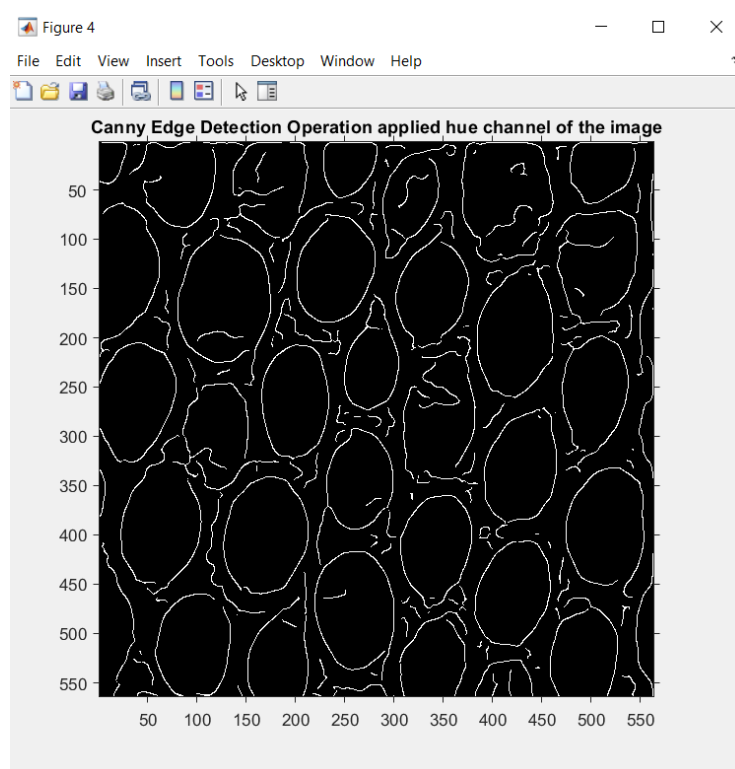 Figure 4
File Edit View Insert Tools Desktop Window Help
Canny Edge Detection Operation applied hue channel of the image
50
100
150
200
250
300
350
400
450
500
550
50 100 150 200 250 300 350 400 450 500 550